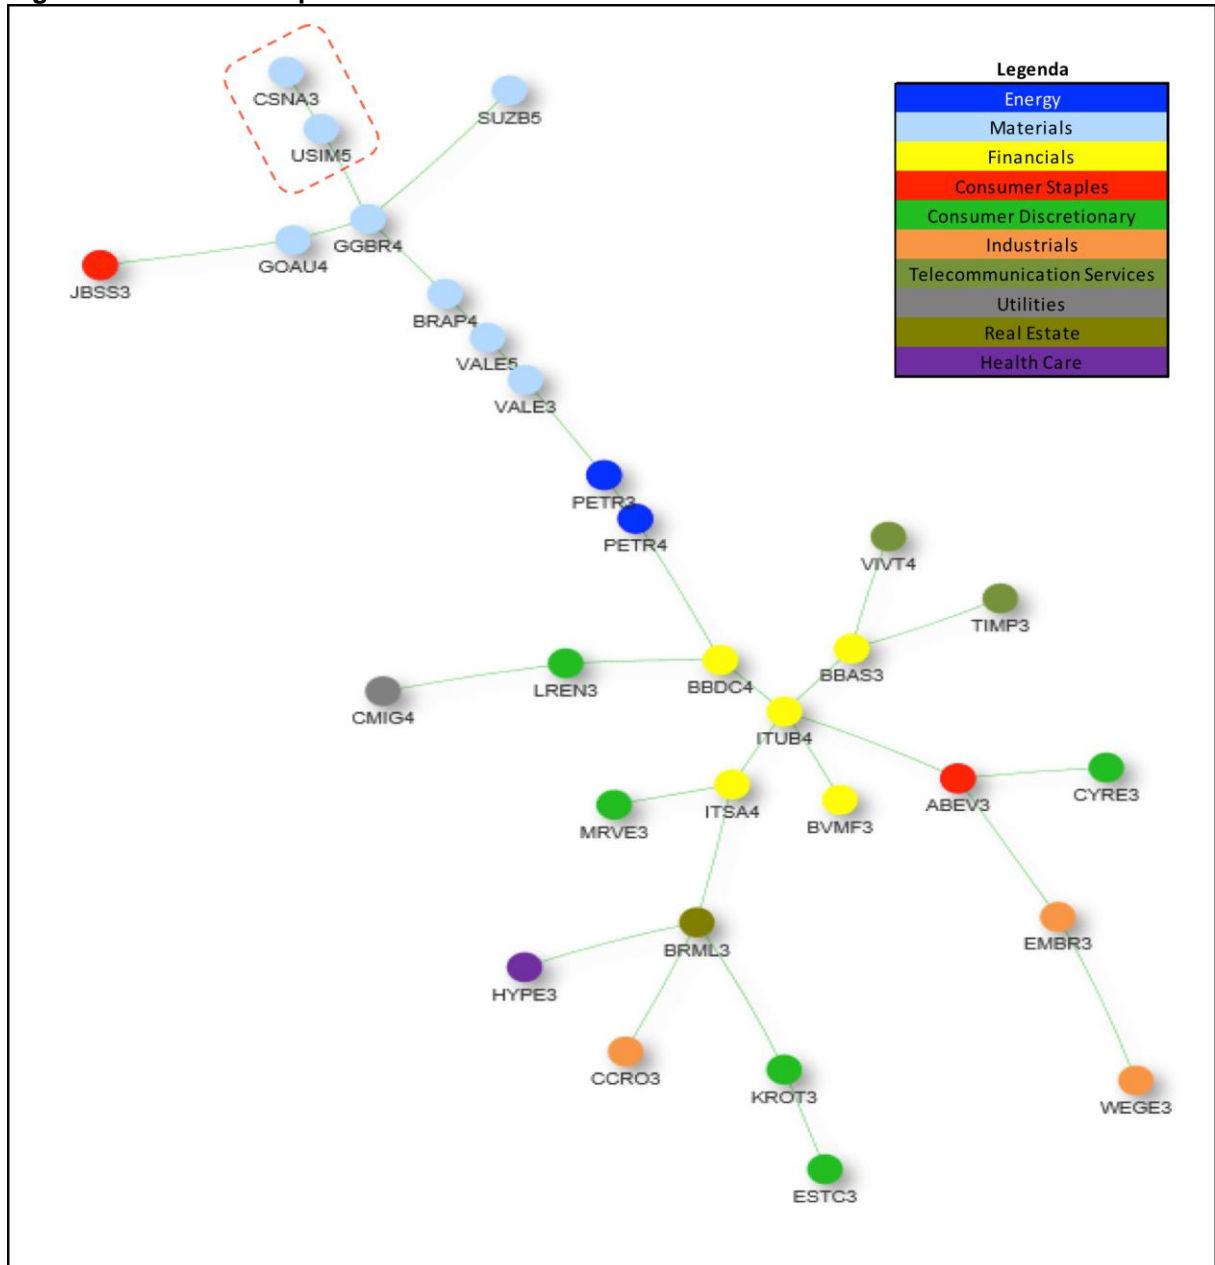 Legenda
Energy
Materials
Financials
Consumer Staples
Consumer Discretionary
Industrials
Telecommunication Services
Utilities
Real Estate
Health Care
CSNA3
SUZB5
USIM5
GGBR4
GOAU4
JBSS3
BRAP4
VALE5
VALE3
PETR3
PETR4
VIVT4
TIMP3
LREN3
BBDC4
BBAS3
CMIG4
ITUB4
MRVE3
ITSA4
BVMF3
ABEV3
CYRE3
BRML3
EMBR3
HYPE3
CCRO3
KROT3
WEGE3
ESTC3